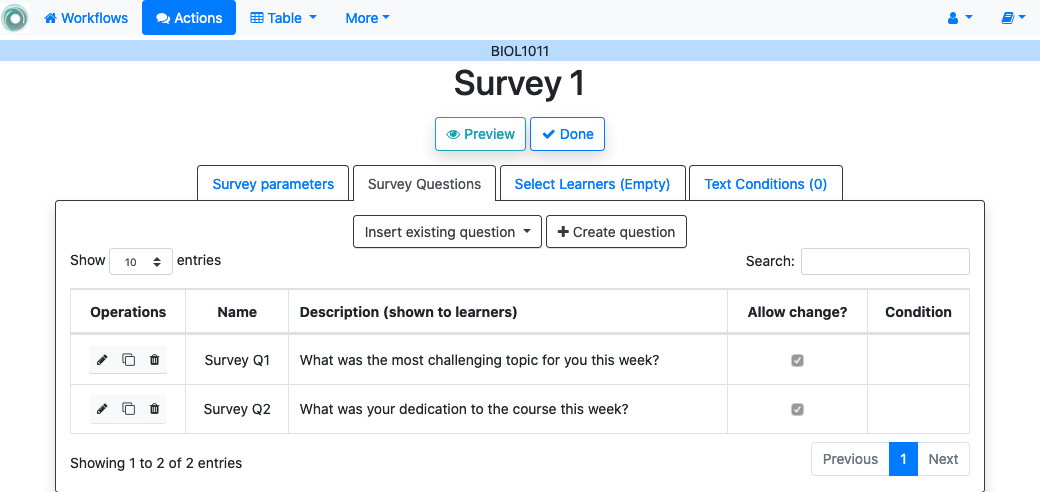 Workflows Actions Table More
BIOL1011
Survey 1
Preview Done
Survey parameters Survey Questions Select Learners (Empty) Text Conditions (0)
Insert existing question Create question
Show 10 entries Search:
Operations Name Description (shown to learners) Allow change? Condition
Survey Q1 What was the most challenging topic for you this week?
Survey Q2 What was your dedication to the course this week?
Showing 1 to 2 of 2 entries Previous 1 Next